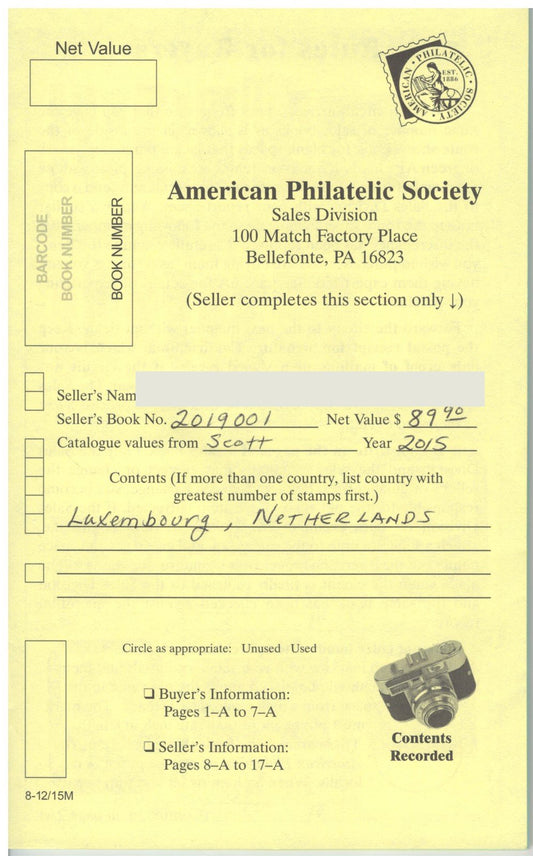 Net Value
AMERICAN · PHILATELIC · SOCIETY ·
EST. 1886
BARCODE
BOOK NUMBER
BOOK NUMBER
American Philatelic Society
Sales Division
100 Match Factory Place
Bellefonte, PA 16823
(Seller completes this section only ↓)
Seller's Nam
Seller's Book No. 2019001 Net Value $ 89 90
Catalogue values from Scott Year 2015
Contents (If more than one country, list country with
greatest number of stamps first.)
Luxembourg, NETHERLANDS
Circle as appropriate: Unused Used
❑ Buyer's Information:
Pages 1–A to 7–A
❑ Seller's Information:
Pages 8–A to 17–A
Contents
Recorded
8-12/15M